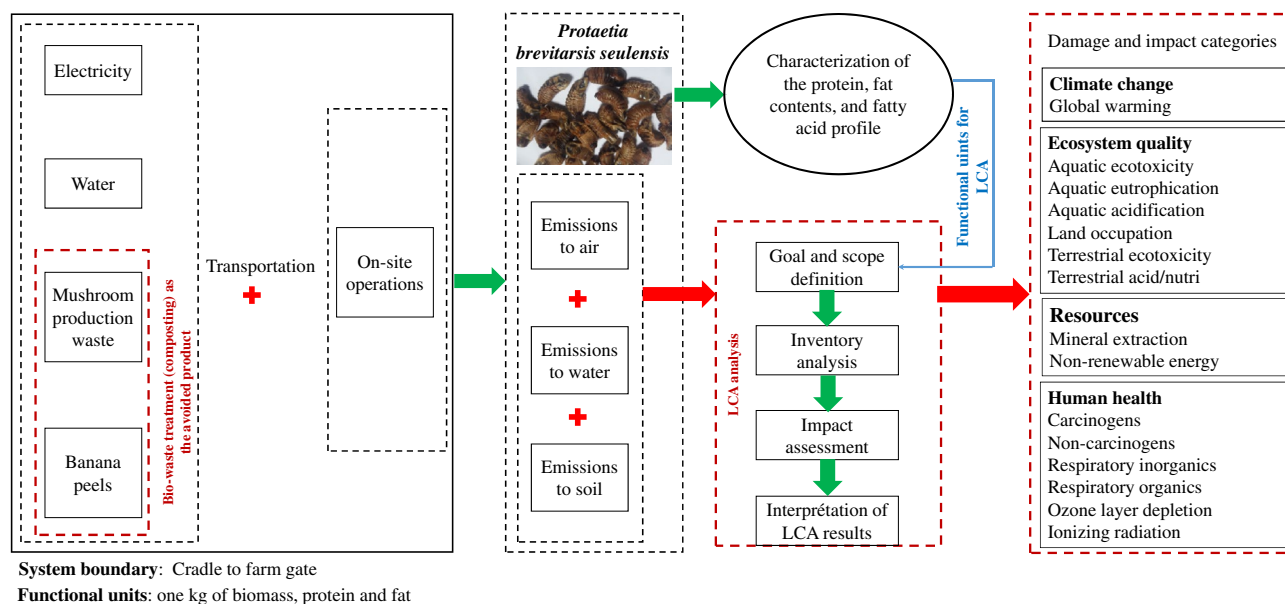 Electricity
Water
Mushroom
production
waste
Banana
peels
Bio-waste treatment (composting) as
the avoided product
Transportation
On-site
operations
Protaetia
brevitarsis seulensis
Emissions
to air
Emissions
to water
Emissions
to soil
Characterization of
the protein, fat
contents, and fatty
acid profile
Functional uints for
LCA
LCA analysis
Goal and scope
definition
Inventory
analysis
Impact
assessment
Interprétation of
LCA results
Damage and impact categories
Climate change
Global warming
Ecosystem quality
Aquatic ecotoxicity
Aquatic eutrophication
Aquatic acidification
Land occupation
Terrestrial ecotoxicity
Terrestrial acid/nutri
Resources
Mineral extraction
Non-renewable energy
Human health
Carcinogens
Non-carcinogens
Respiratory inorganics
Respiratory organics
Ozone layer depletion
Ionizing radiation
System boundary: Cradle to farm gate
Functional units: one kg of biomass, protein and fat